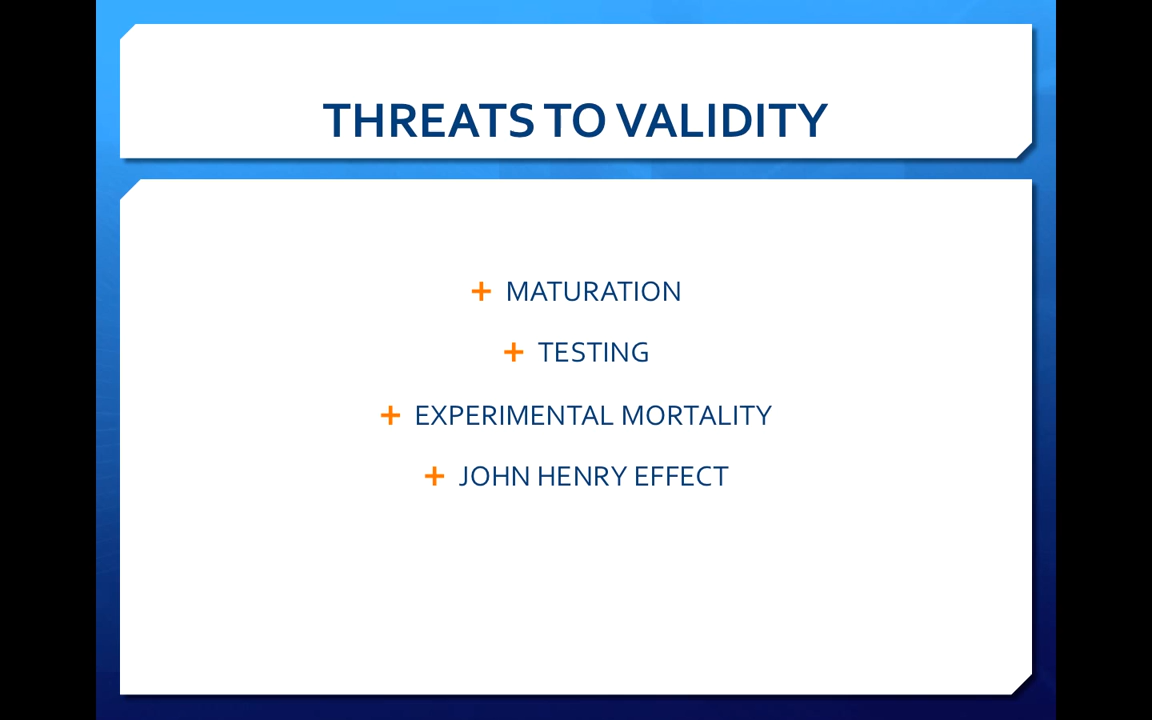 THREATS TO VALIDITY
+ MATURATION
+ TESTING
+ EXPERIMENTAL MORTALITY
+ JOHN HENRY EFFECT